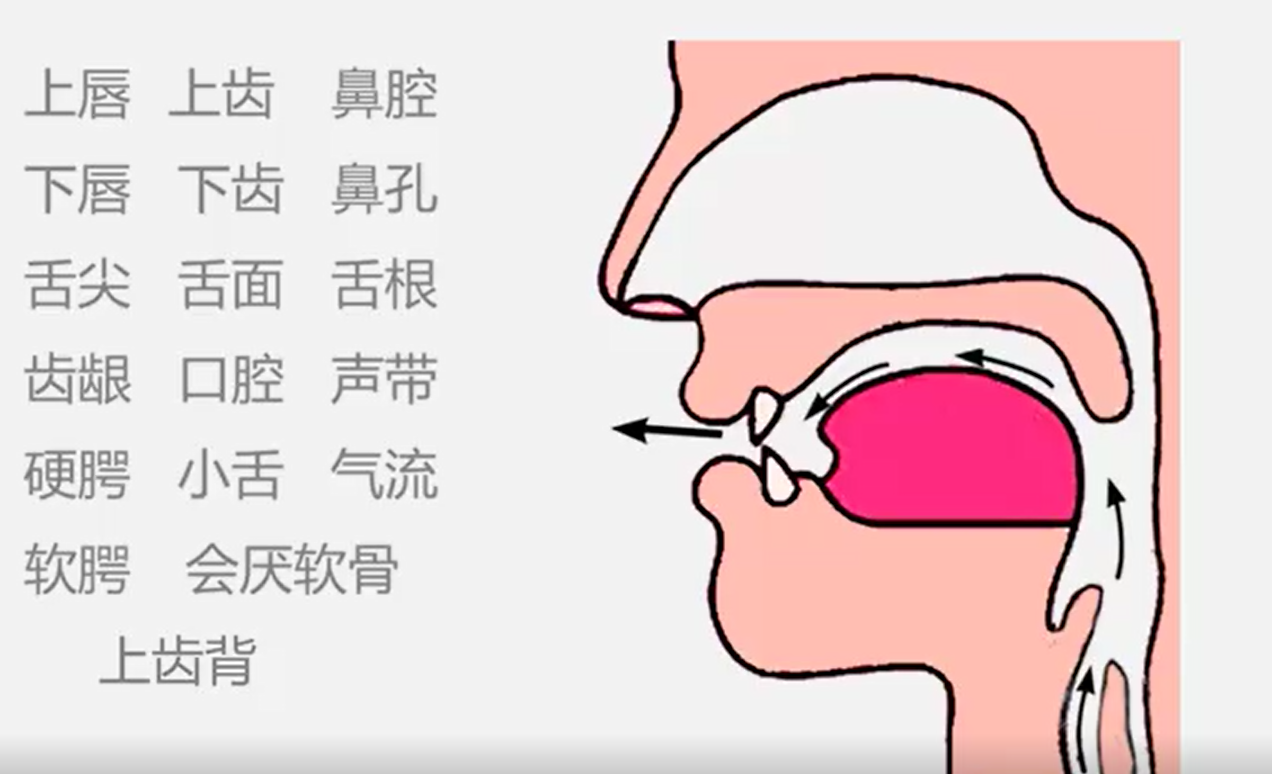 上唇 上齿 鼻腔
下唇 下齿 鼻孔
舌尖 舌面 舌根
齿龈 口腔 声带
硬腭 小舌 气流
软腭 会厌软骨
上齿背